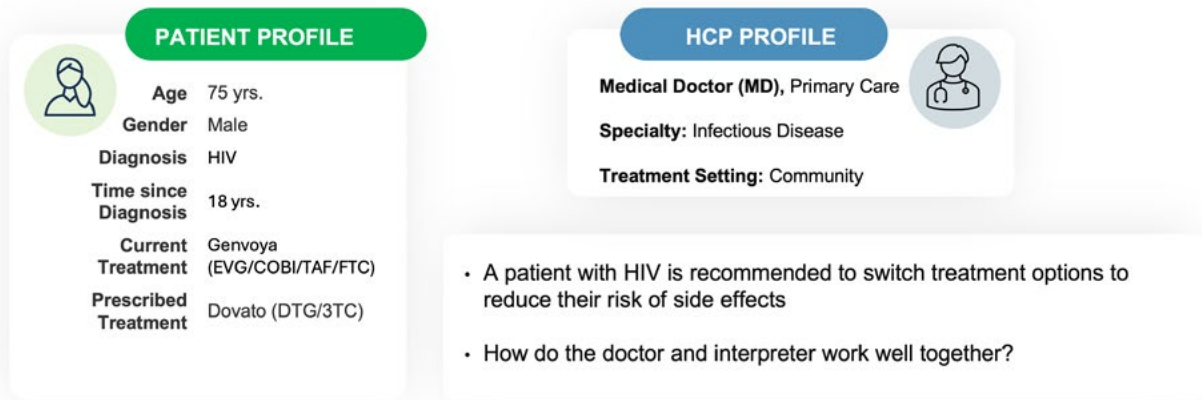 PATIENT PROFILE
Age 75 yrs.
Gender Male
Diagnosis HIV
Time since
Diagnosis 18 yrs.
Current Genvoya
Treatment (EVG/COBI/TAF/FTC)
Prescribed
Treatment Dovato (DTG/3TC)
HCP PROFILE
Medical Doctor (MD), Primary Care
Specialty: Infectious Disease
Treatment Setting: Community
• A patient with HIV is recommended to switch treatment options to
reduce their risk of side effects
• How do the doctor and interpreter work well together?